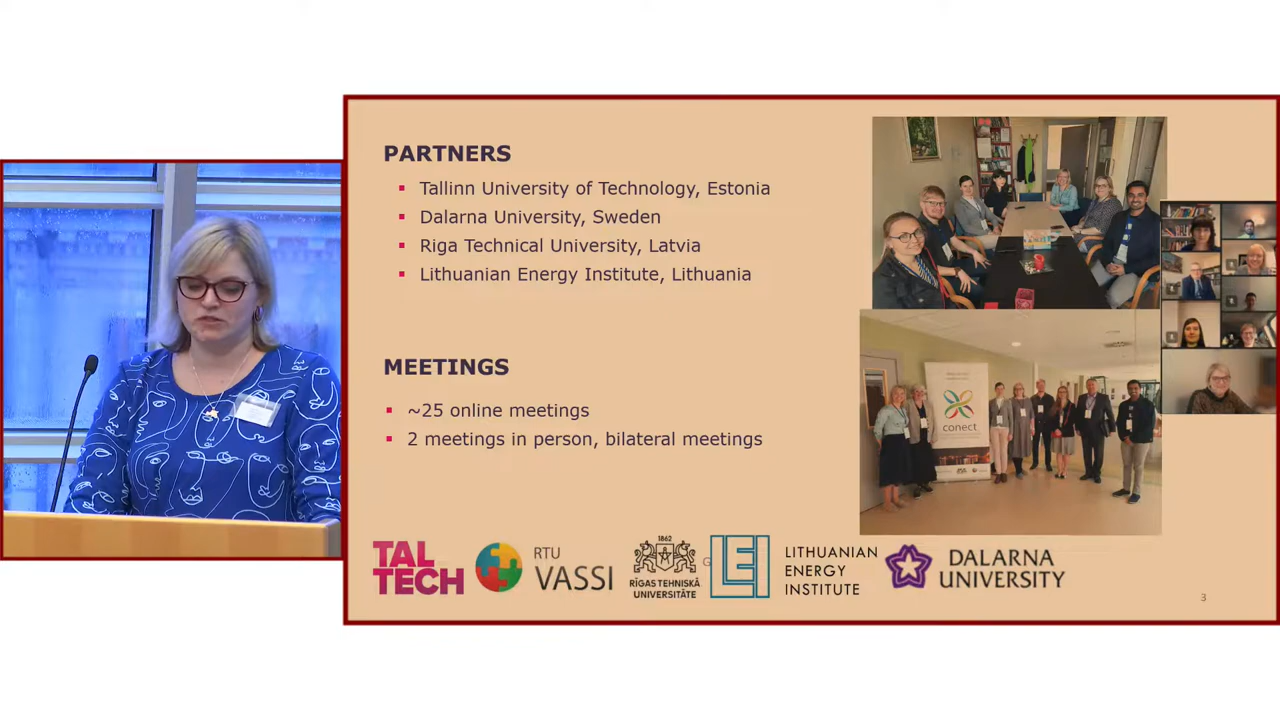 PARTNERS
Tallinn University of Technology, Estonia
Dalarna University, Sweden
Riga Technical University, Latvia
Lithuanian Energy Institute, Lithuania
MEETINGS
~25 online meetings
2 meetings in person, bilateral meetings
conect
TAL
TECH
RTU
VASSI
1862
RĪGAS TEHNISKĀ
UNIVERSITĀTE
G
LEI
LITHUANIAN
ENERGY
INSTITUTE
DALARNA
UNIVERSITY
3